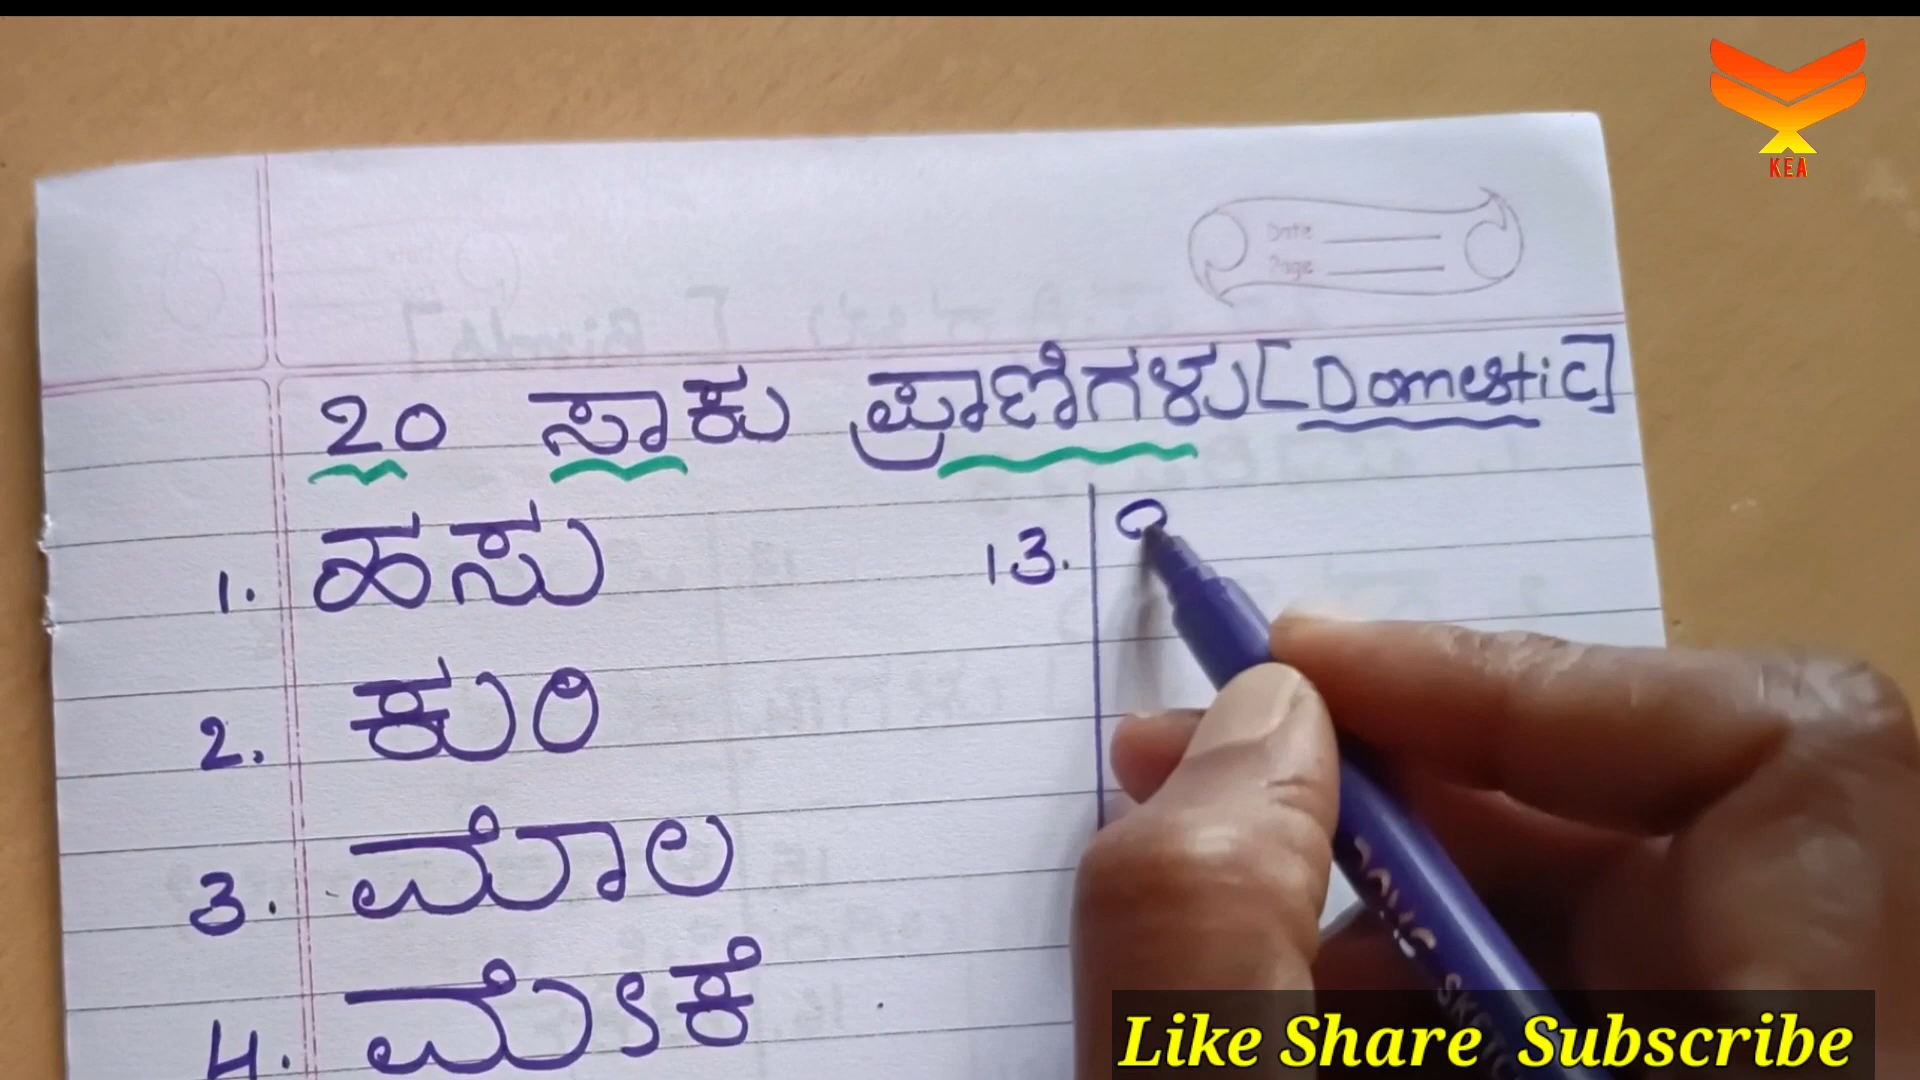 KEA
Date
Page
20 ಸಾಕು ಪ್ರಾಣಿಗಳು [Domestic]
1. ಹಸು
2. ಕುರಿ
3. ಮೊಲ
4. ಮೇಕೆ
13.
Like Share Subscribe